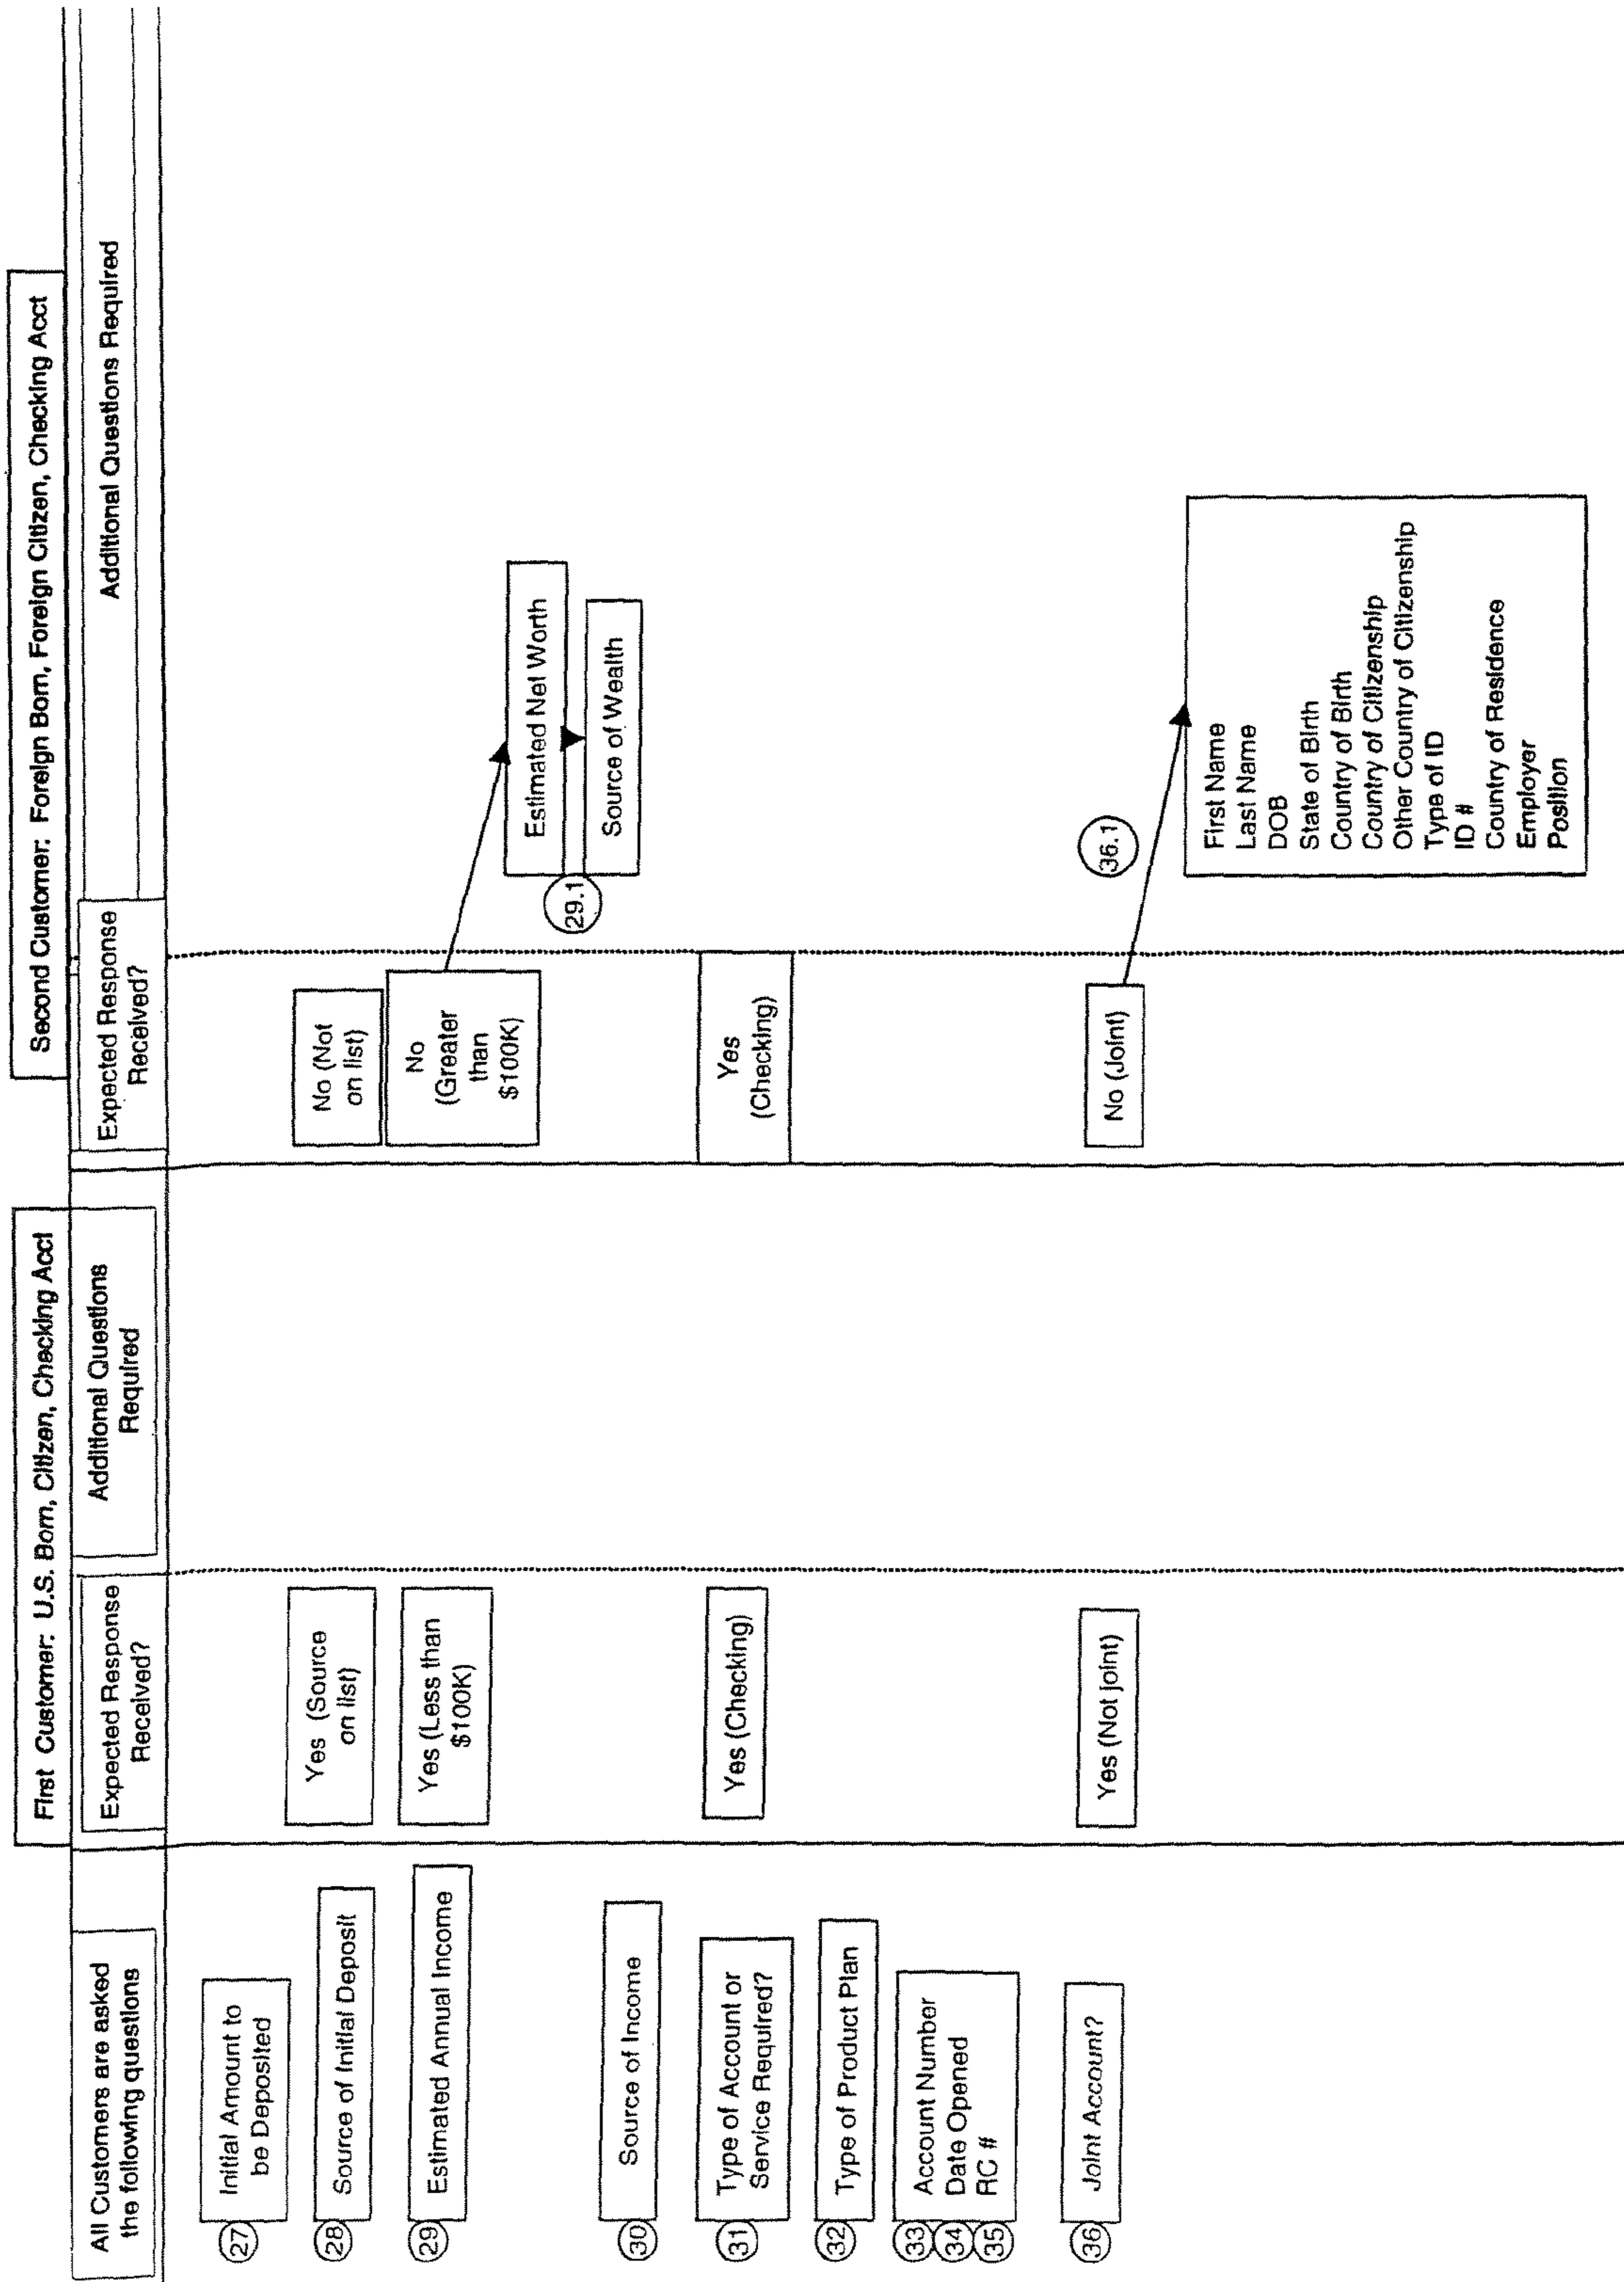 First Customer: U.S. Born, Citizen, Checking Acct
Second Customer: Foreign Born, Foreign Citizen, Checking Acct
All Customers are asked
the following questions
Expected Response
Received?
Additional Questions
Required
Expected Response
Received?
Additional Questions Required
27
Initial Amount to
be Deposited
28
Source of Initial Deposit
Yes (Source
on list)
No (Not
on list)
29
Estimated Annual Income
Yes (Less than
$100K)
No
(Greater
than
$100K)
Estimated Net Worth
29.1
Source of Wealth
30
Source of Income
31
Type of Account or
Service Required?
Yes (Checking)
Yes
(Checking)
32
Type of Product Plan
33
Account Number
34
Date Opened
35
RC #
36
Joint Account?
Yes (Not joint)
No (Joint)
36.1
First Name
Last Name
DOB
State of Birth
Country of Birth
Country of Citizenship
Other Country of Citizenship
Type of ID
ID #
Country of Residence
Employer
Position